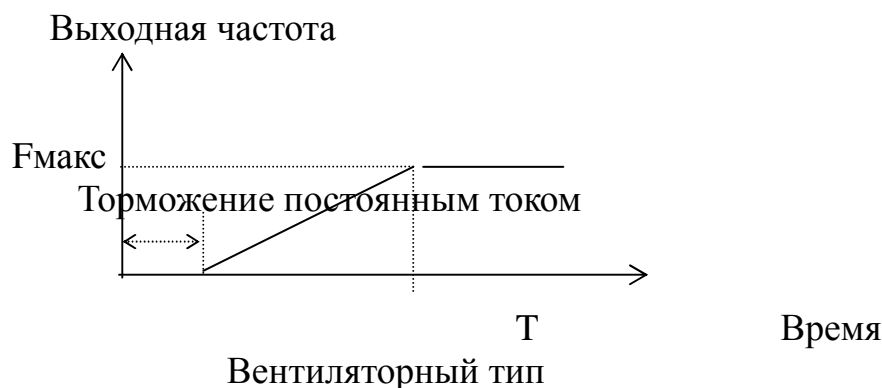 Выходная частота
Fмакс
Торможение постоянным током
T Время
Вентиляторный тип